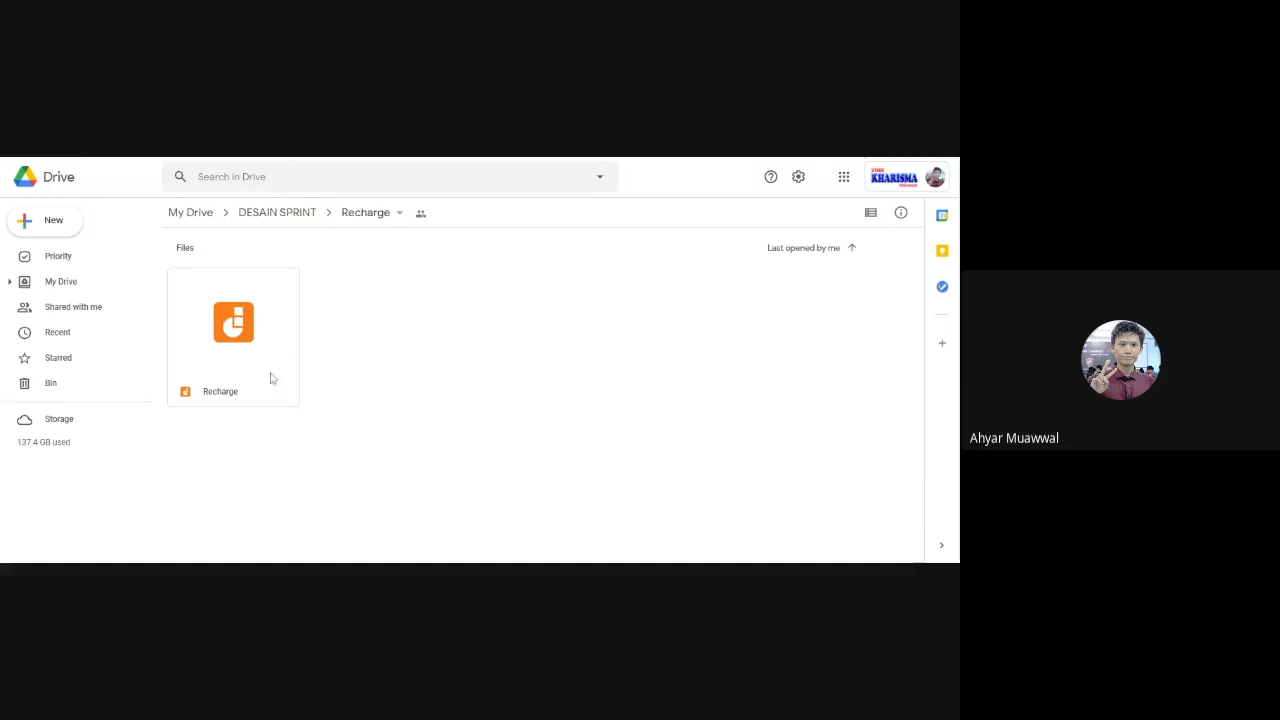 Drive
Search in Drive
STMIK
KHARISMA
New
My Drive
DESAIN SPRINT
Recharge
Files
Last opened by me
Priority
My Drive
Shared with me
Recent
Starred
Bin
Storage
137.4 GB used
Recharge
Ahyar Muawwal